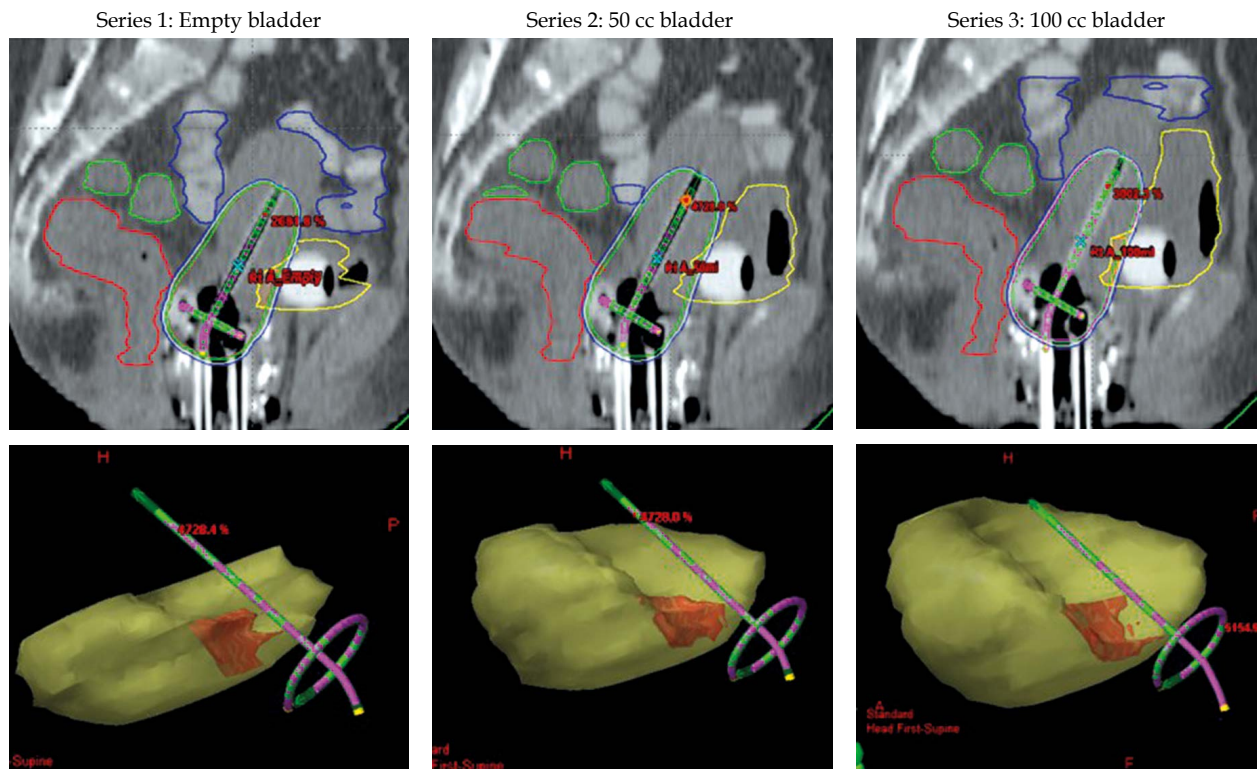 Series 1: Empty bladder
Series 2: 50 cc bladder
Series 3: 100 cc bladder
H
P
4728.4 %
-Supine
H
4728.0 %
ard
First-Supine
H
Standard
Head First-Supine
F